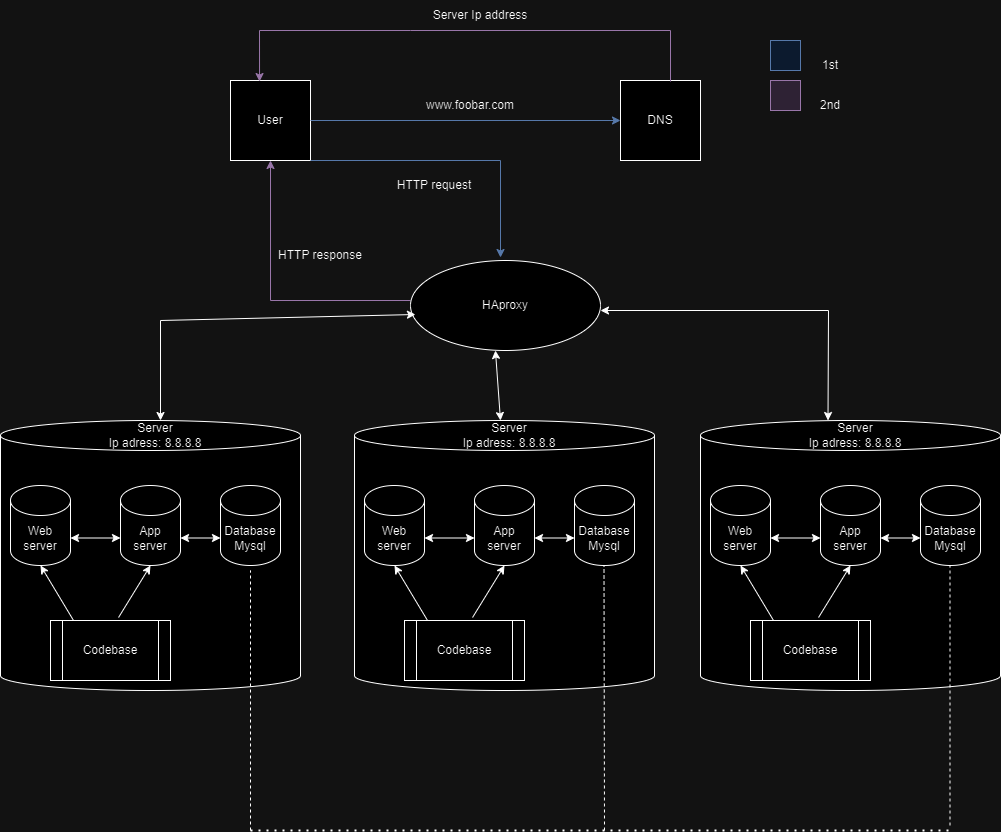 Server Ip address
1st
www.foobar.com
2nd
User
DNS
HTTP request
HTTP response
HAproxy
Server
Ip adress: 8.8.8.8
Server
Ip adress: 8.8.8.8
Server
Ip adress: 8.8.8.8
Web
server
App
server
Database
Mysql
Web
server
App
server
Database
Mysql
Web
server
App
server
Database
Mysql
Codebase
Codebase
Codebase